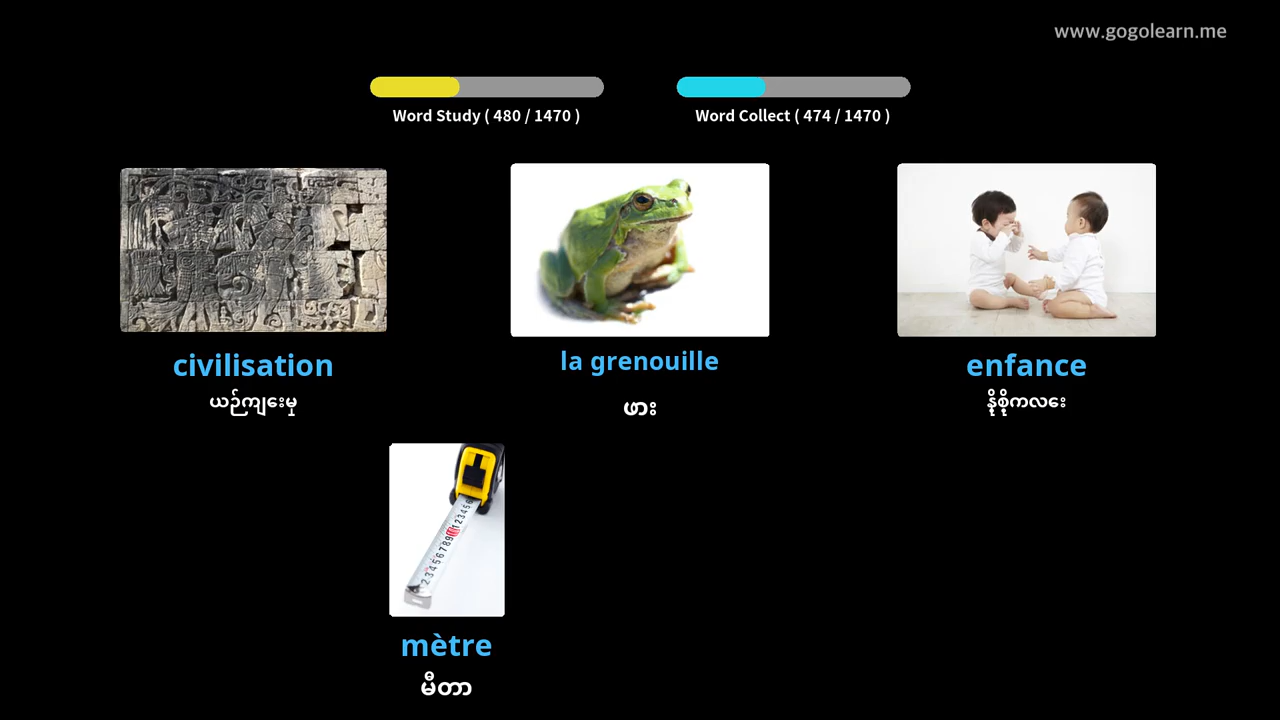 www.gogolearn.me
Word Study ( 480 / 1470 )
Word Collect ( 474 / 1470 )
civilisation
ယဉ်ကျေးမှု
la grenouille
ဖား
enfance
နို့စို့ကလေး
mètre
မီတာ